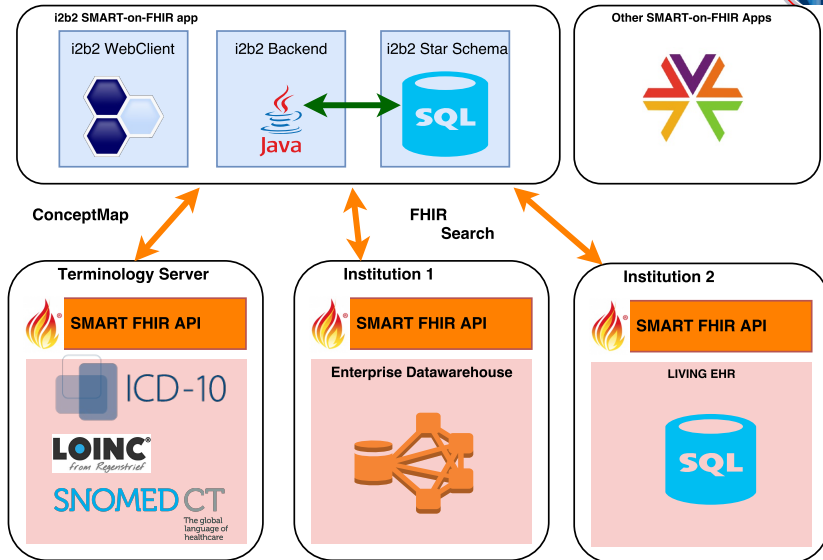 i2b2 SMART-on-FHIR app
Other SMART-on-FHIR Apps
i2b2 WebClient
i2b2 Backend
i2b2 Star Schema
Java
SQL
ConceptMap
FHIR
Search
Terminology Server
Institution 1
Institution 2
® SMART FHIR API
® SMART FHIR API
® SMART FHIR API
ICD-10
LOINC®
from Regenstrief
SNOMED CT
The global
language of
healthcare
Enterprise Datawarehouse
LIVING EHR
SQL